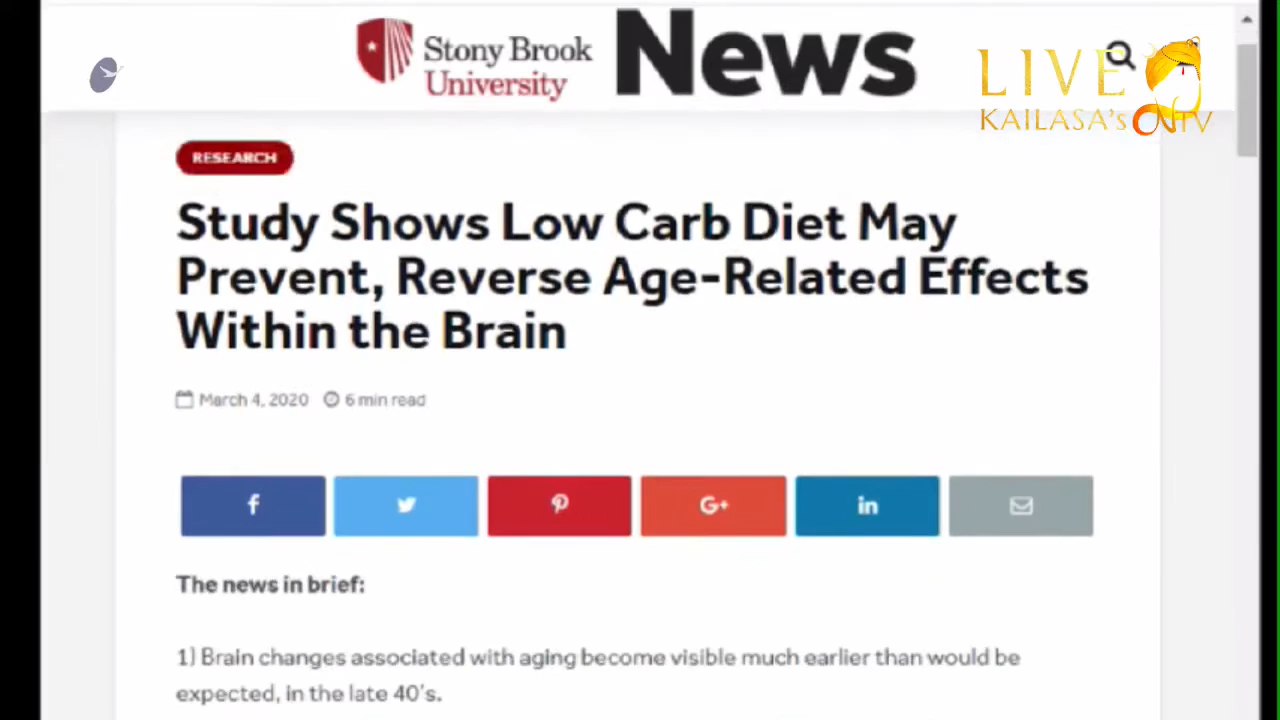 Stony Brook
University
News
LIVE
KAILASA's NTV
RESEARCH
Study Shows Low Carb Diet May
Prevent, Reverse Age-Related Effects
Within the Brain
March 4, 2020 6 min read
f
G+
in
The news in brief:
1) Brain changes associated with aging become visible much earlier than would be
expected, in the late 40's.